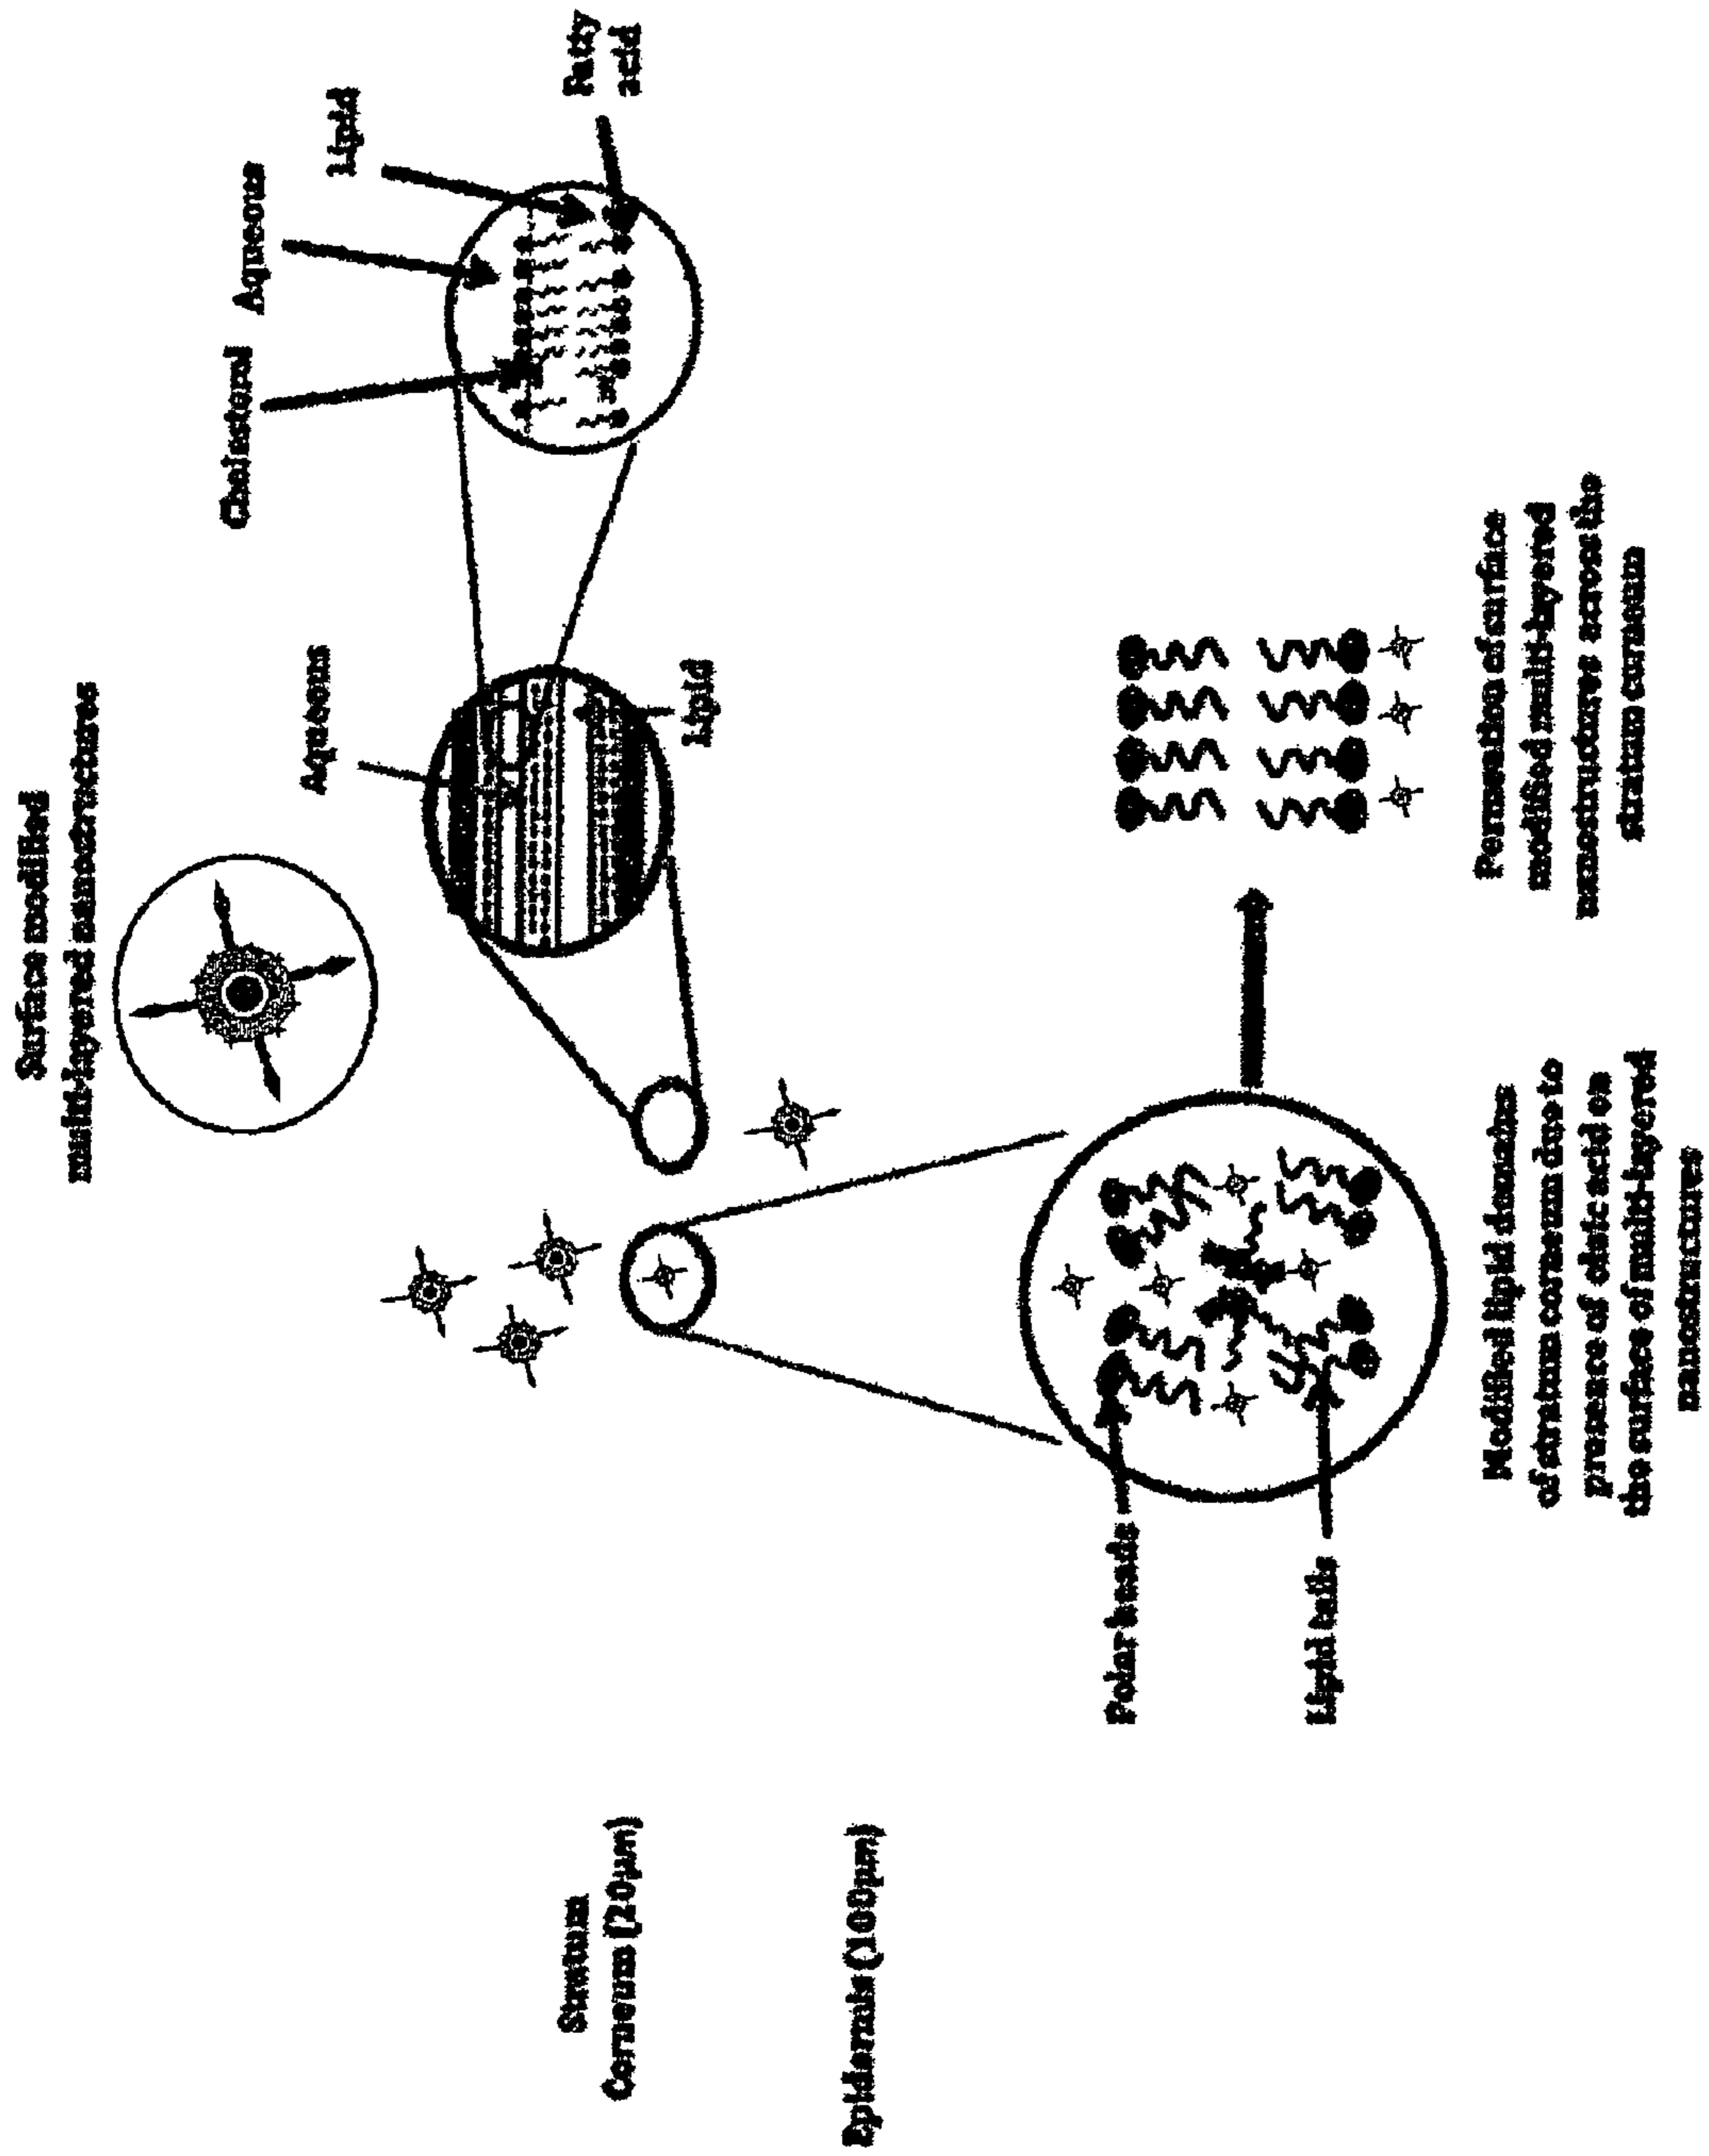 Surface modified
multi-layered nanostructures
Cholesterol
Aqueous
Lipid
Fatty
acid
Aqueous
Lipid
Stratum
Corneum (20μm)
Epidermis (100μm)
Polar heads
Lipid tails
Modified lipid domains
of stratum corneum due to
presence of oleic acid on
the surface of multi-layered
nanostructures
Permeation of surface
modified multi-layered
nanostructures across the
stratum corneum